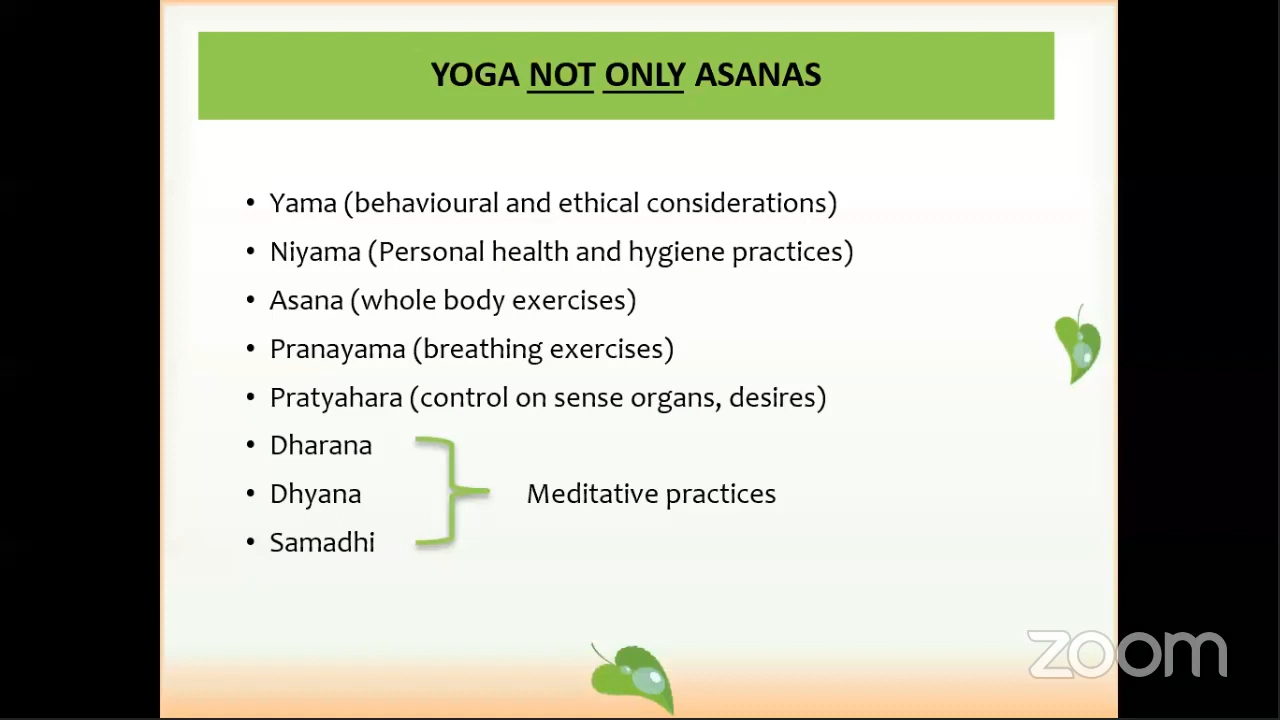 YOGA NOT ONLY ASANAS
• Yama (behavioural and ethical considerations)
• Niyama (Personal health and hygiene practices)
• Asana (whole body exercises)
• Pranayama (breathing exercises)
• Pratyahara (control on sense organs, desires)
• Dharana
• Dhyana Meditative practices
• Samadhi
zoom